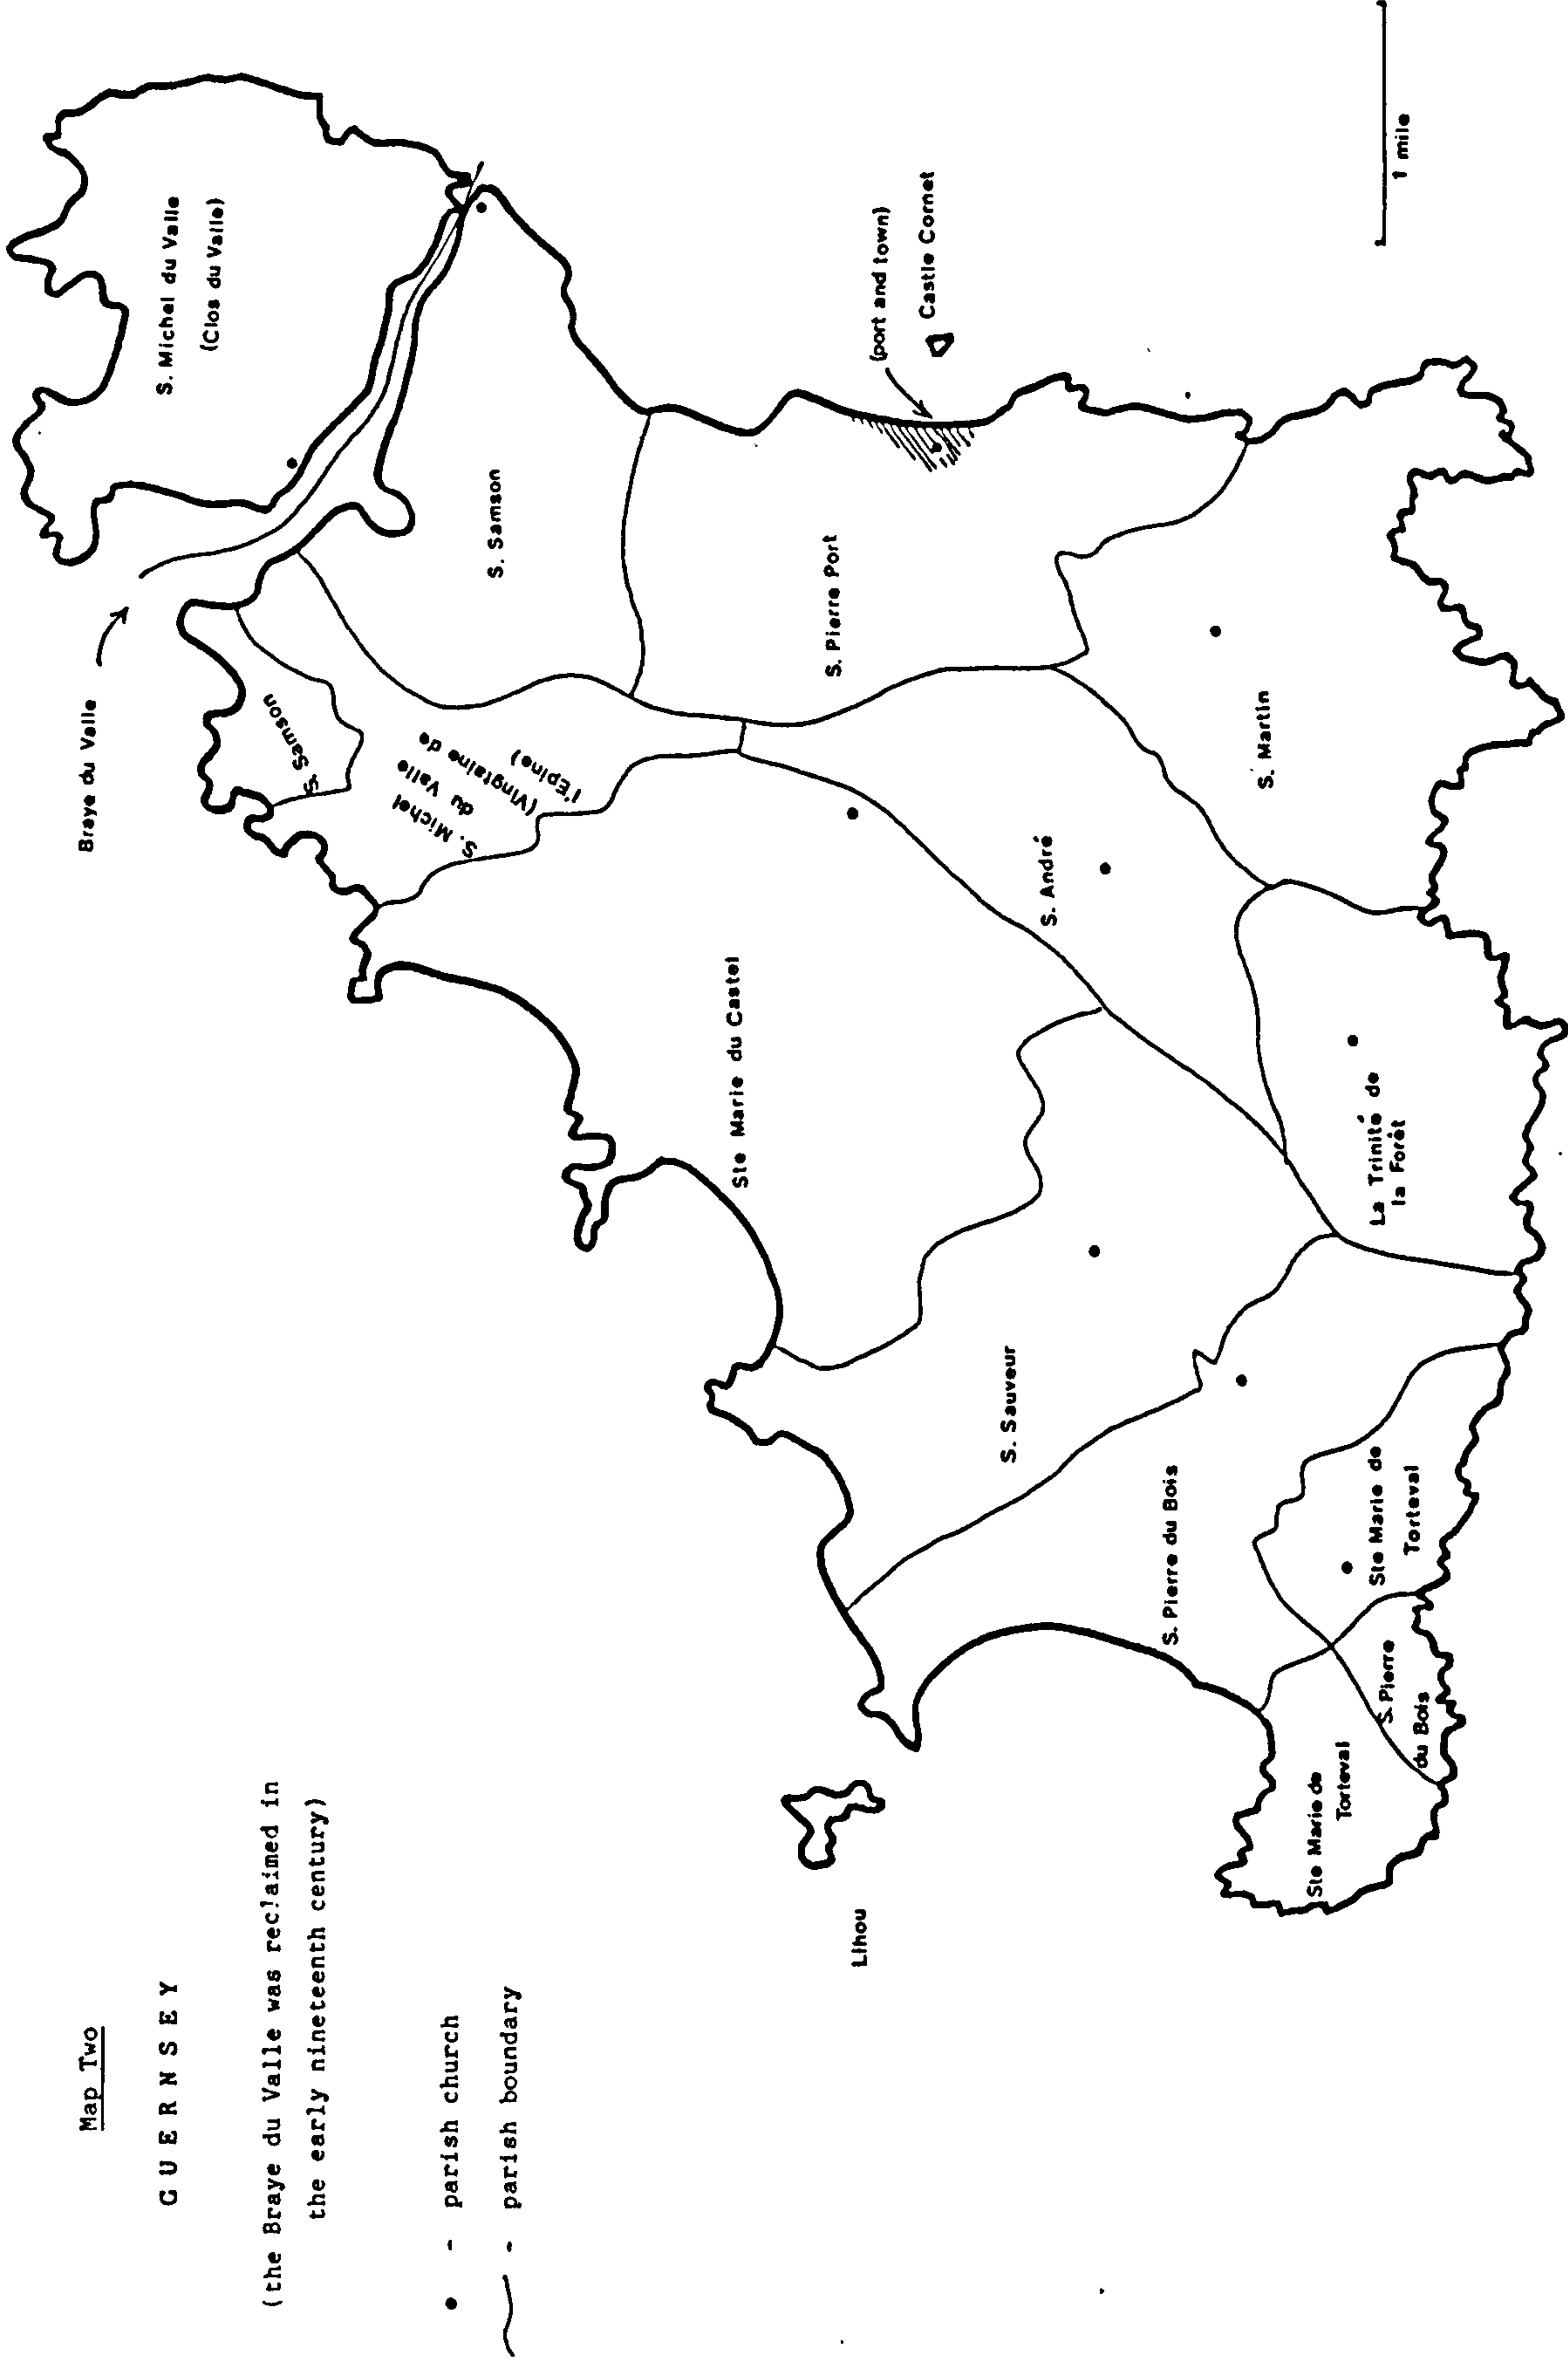 Map Two
GUERNSEY
(the Braye du Valle was reclaimed in
the early nineteenth century)
• - parish church
- parish boundary
Braye du Valle
S. Michel du Valle
(Clos du Valle)
S. Samson
S. Michel
du Valle
(Vingtaine de
l'Epine)
S. Samson
(port and town)
Castle Cornet
S. Pierre Port
Ste Marie du Castel
S. André
S. Martin
Lihou
S. Sauveur
S. Pierre du Bois
La Trinité de
la Forêt
Ste Marie de
Torteval
S. Pierre
du Bois
Ste Marie de
Torteval
1 mile